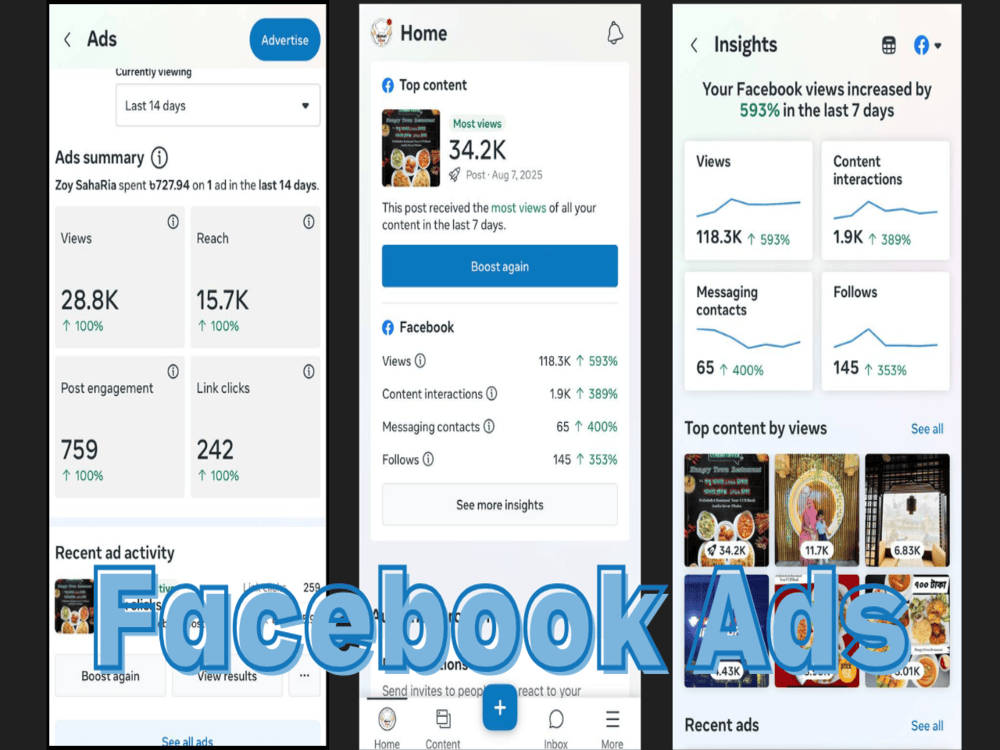 Ads
Advertise
Currently viewing
Last 14 days
Ads summary
Zoy SahaRia spent ৳727.94 on 1 ad in the last 14 days.
Views
28.8K
↑ 100%
Reach
15.7K
↑ 100%
Post engagement
759
↑ 100%
Link clicks
242
↑ 100%
Recent ad activity
Link clicks 259
Boost again
View results
...
See all ads
Home
Top content
Most views
34.2K
Post · Aug 7, 2025
This post received the most views of all your
content in the last 7 days.
Boost again
Facebook
Views 118.3K ↑ 593%
Content interactions 1.9K ↑ 389%
Messaging contacts 65 ↑ 400%
Follows 145 ↑ 353%
See more insights
Send invites to people react to your
Home
Content
Inbox
More
Insights
Your Facebook views increased by
593% in the last 7 days
Views
118.3K ↑ 593%
Content
interactions
1.9K ↑ 389%
Messaging
contacts
65 ↑ 400%
Follows
145 ↑ 353%
Top content by views
See all
Hungry Town Restaurant
34.2K
11.7K
6.83K
১০০ টাকা
Recent ads
See all
Facebook Ads